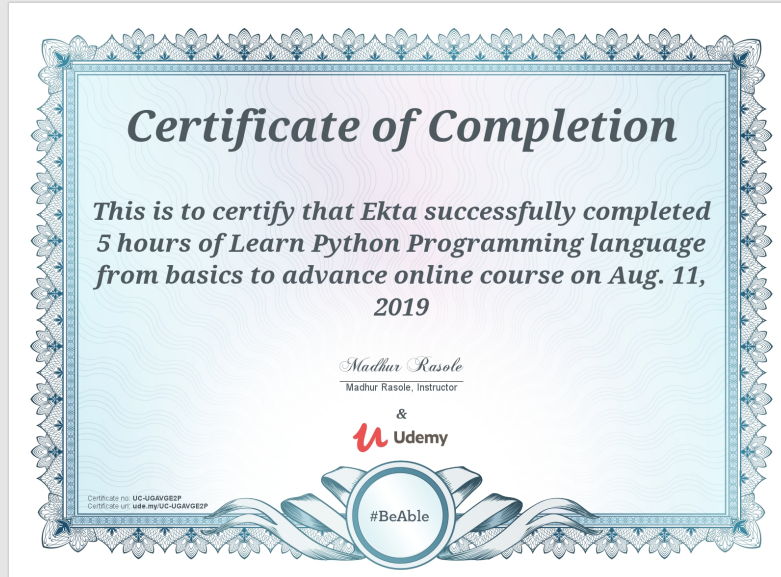 Certificate of Completion
This is to certify that Ekta successfully completed
5 hours of Learn Python Programming language
from basics to advance online course on Aug. 11,
2019
Madhur Rasole
Madhur Rasole, Instructor
&
Udemy
Certificate no: UC-UGAVGE2P
Certificate url: ude.my/UC-UGAVGE2P
#BeAble